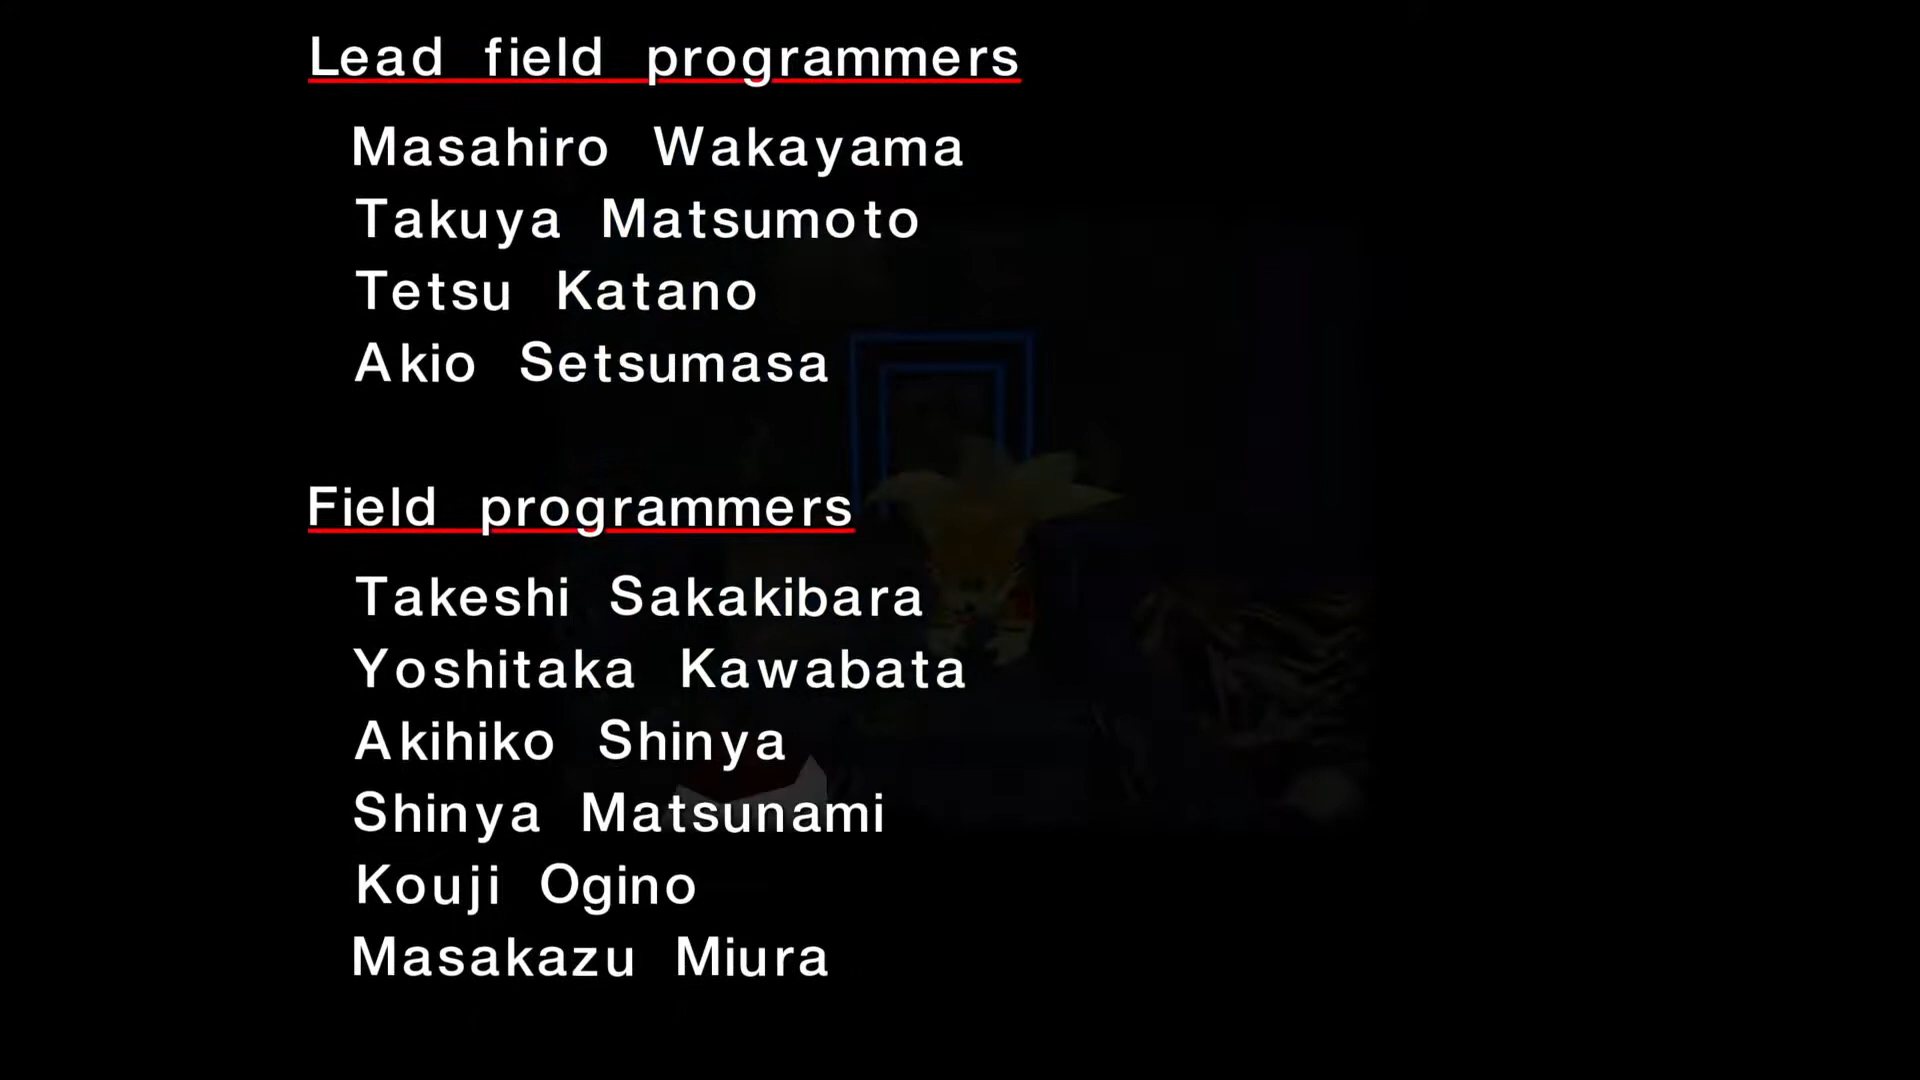 Lead field programmers
Masahiro Wakayama
Takuya Matsumoto
Tetsu Katano
Akio Setsumasa
Field programmers
Takeshi Sakakibara
Yoshitaka Kawabata
Akihiko Shinya
Shinya Matsunami
Kouji Ogino
Masakazu Miura